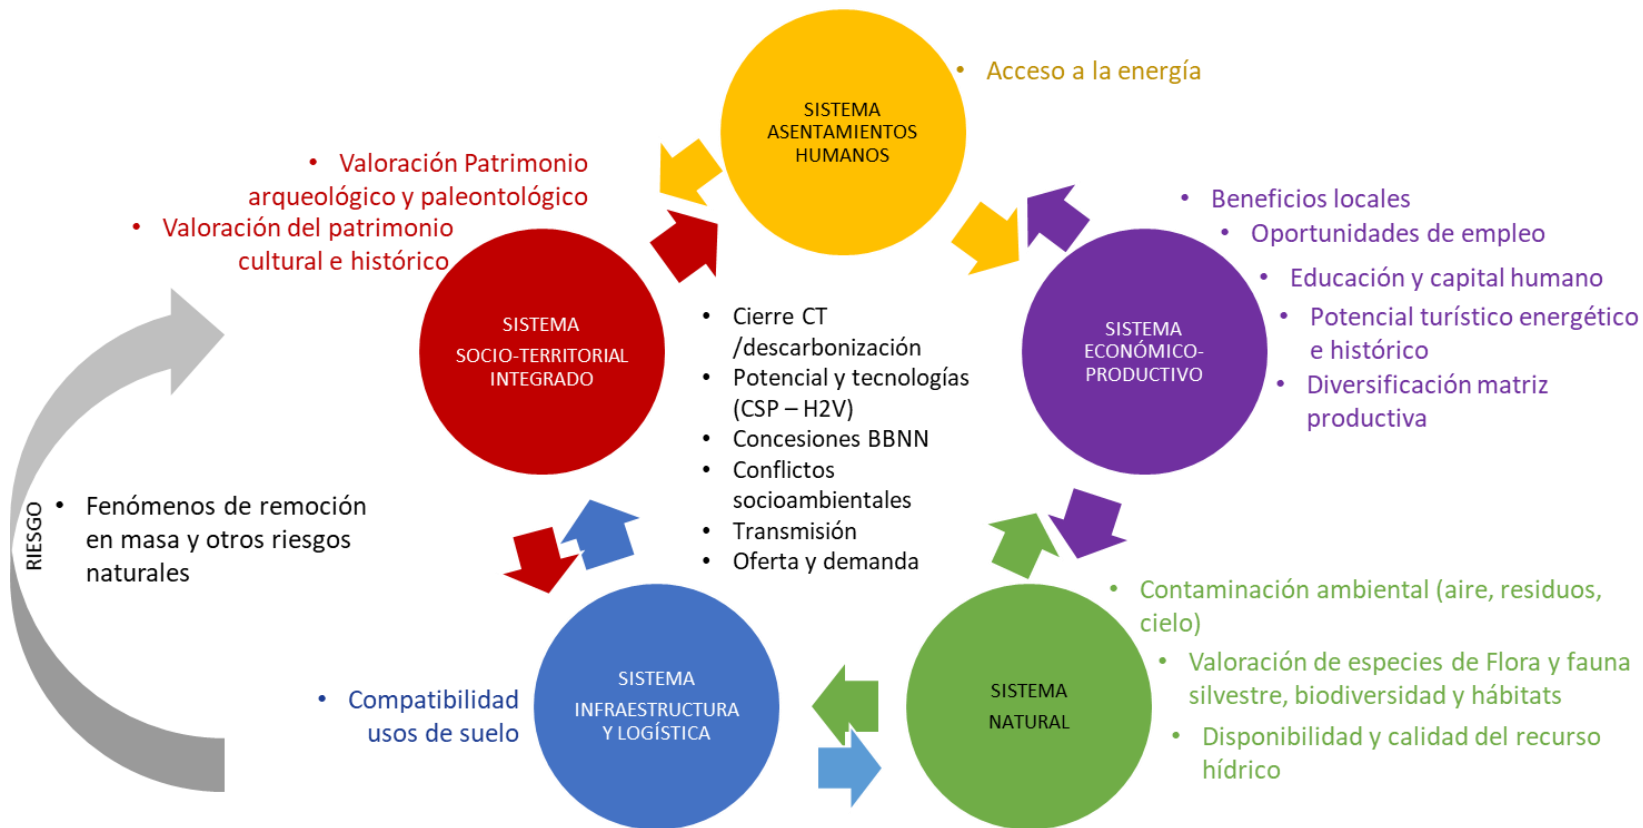 SISTEMA
ASENTAMIENTOS
HUMANOS
• Acceso a la energía
• Valoración Patrimonio
arqueológico y paleontológico
• Valoración del patrimonio
cultural e histórico
SISTEMA
SOCIO-TERRITORIAL
INTEGRADO
• Cierre CT
/descarbonización
• Potencial y tecnologías
(CSP – H2V)
• Concesiones BBNN
• Conflictos
socioambientales
• Transmisión
• Oferta y demanda
SISTEMA
ECONÓMICO-
PRODUCTIVO
• Beneficios locales
• Oportunidades de empleo
• Educación y capital humano
• Potencial turístico energético
e histórico
• Diversificación matriz
productiva
RIESGO
• Fenómenos de remoción
en masa y otros riesgos
naturales
• Compatibilidad
usos de suelo
SISTEMA
INFRAESTRUCTURA
Y LOGÍSTICA
SISTEMA
NATURAL
• Contaminación ambiental (aire, residuos,
cielo)
• Valoración de especies de Flora y fauna
silvestre, biodiversidad y hábitats
• Disponibilidad y calidad del recurso
hídrico